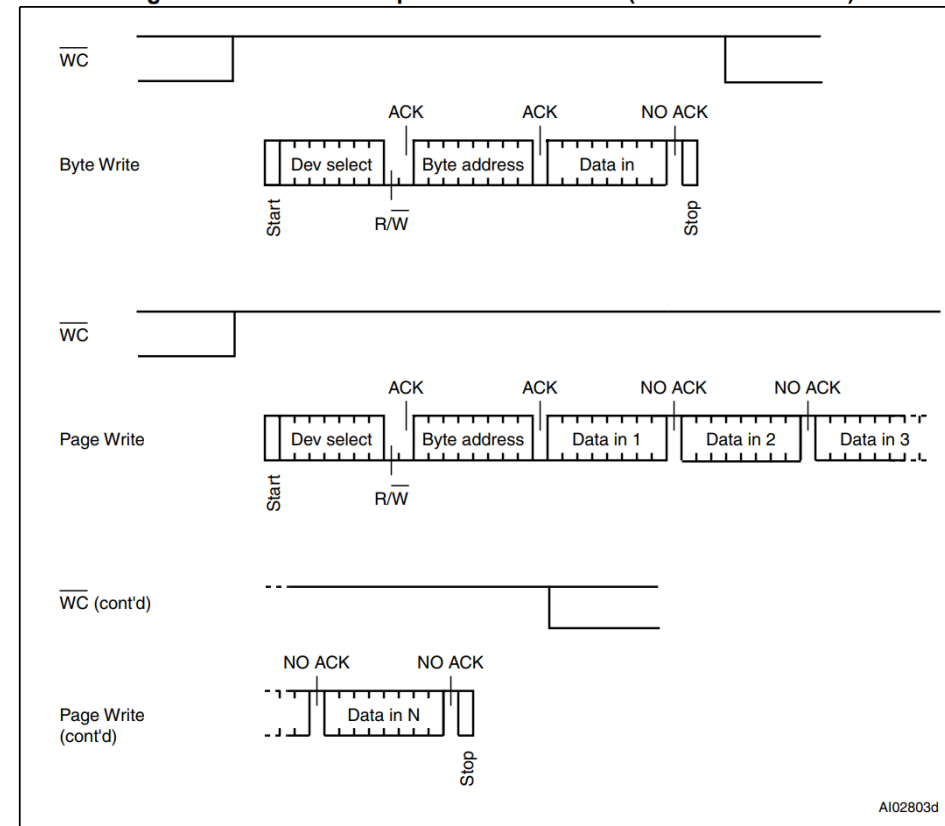 WC
ACK ACK NO ACK
Byte Write
Dev select Byte address Data in
Start R/W Stop
WC
ACK ACK NO ACK NO ACK
Page Write
Dev select Byte address Data in 1 Data in 2 Data in 3
Start R/W
WC (cont'd)
NO ACK NO ACK
Page Write
(cont'd)
Data in N
Stop
AI02803d